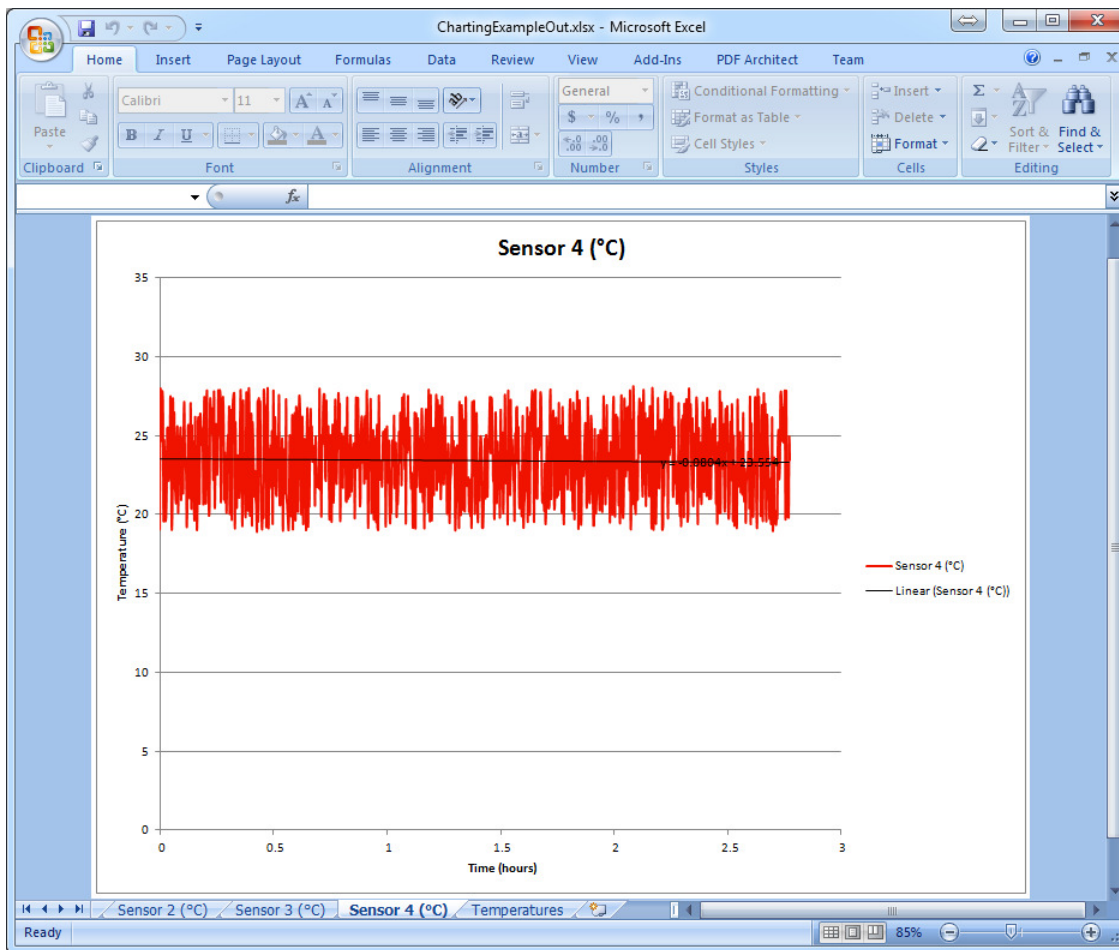 ChartingExampleOut.xlsx - Microsoft Excel
Home Insert Page Layout Formulas Data Review View Add-Ins PDF Architect Team
Calibri 11 A A General Conditional Formatting Insert Σ
Paste B I U A $ % , Format as Table Delete Sort & Filter Find & Select
.0 .00 .00 .0 Cell Styles Format
Clipboard Font Alignment Number Styles Cells Editing
fx
Sensor 4 (°C)
35
30
25
20
15
10
5
0
Temperature (°C)
0 0.5 1 1.5 2 2.5 3
Time (hours)
Sensor 4 (°C)
Linear (Sensor 4 (°C))
Sensor 2 (°C) Sensor 3 (°C) Sensor 4 (°C) Temperatures
Ready 85%